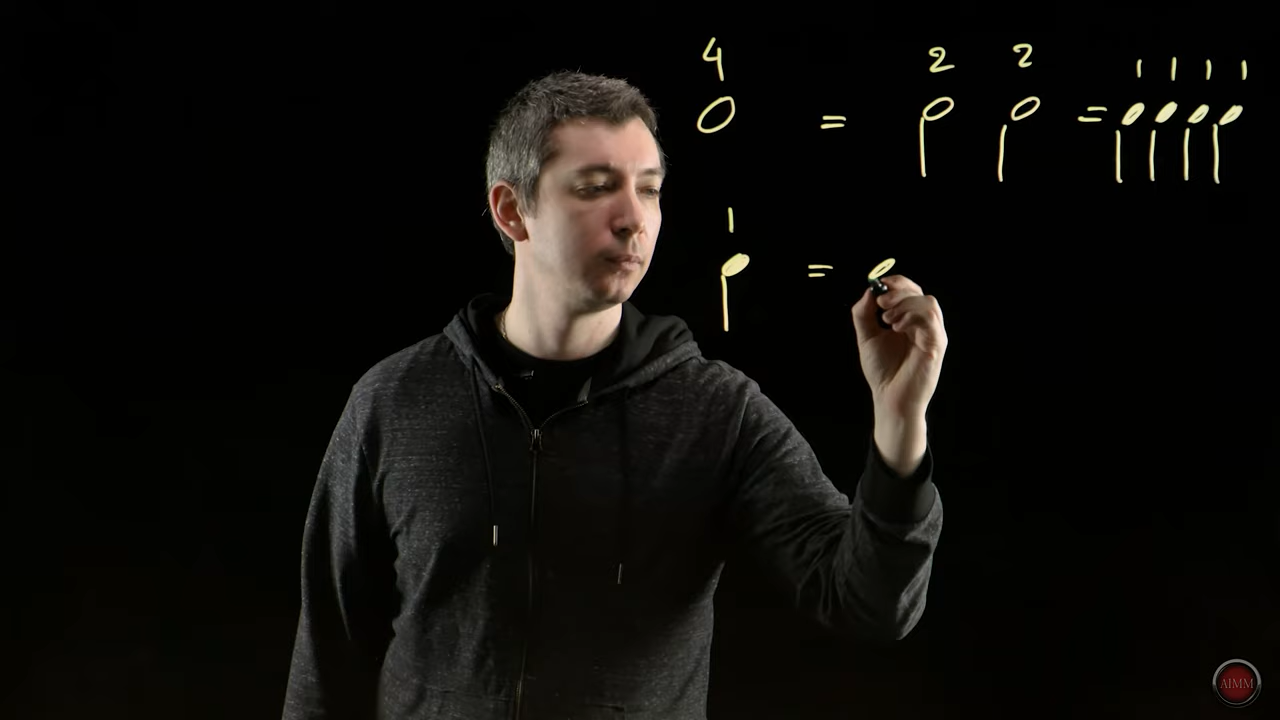 4 2 2 1 1 1 1
= =
1
=
AIMM